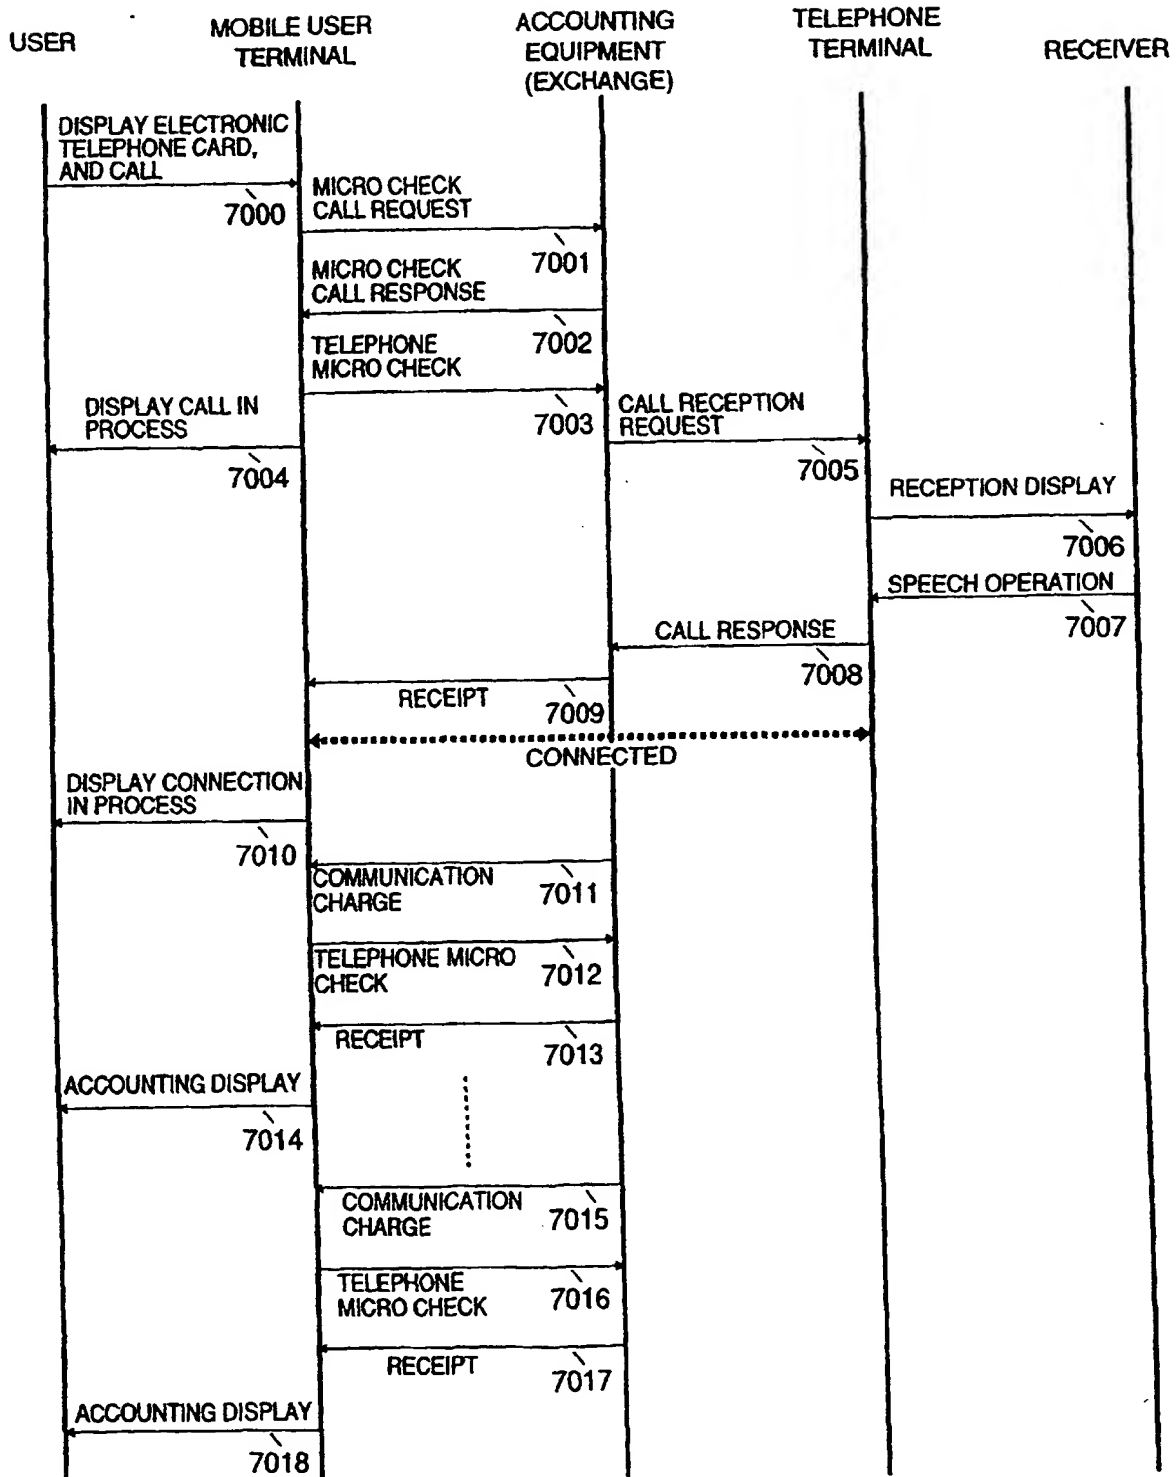 USER
MOBILE USER
TERMINAL
ACCOUNTING
EQUIPMENT
(EXCHANGE)
TELEPHONE
TERMINAL
RECEIVER
DISPLAY ELECTRONIC
TELEPHONE CARD,
AND CALL
7000
MICRO CHECK
CALL REQUEST
7001
MICRO CHECK
CALL RESPONSE
7002
TELEPHONE
MICRO CHECK
7003
DISPLAY CALL IN
PROCESS
7004
CALL RECEPTION
REQUEST
7005
RECEPTION DISPLAY
7006
SPEECH OPERATION
7007
CALL RESPONSE
7008
RECEIPT
7009
CONNECTED
DISPLAY CONNECTION
IN PROCESS
7010
COMMUNICATION
CHARGE
7011
TELEPHONE MICRO
CHECK
7012
RECEIPT
7013
ACCOUNTING DISPLAY
7014
COMMUNICATION
CHARGE
7015
TELEPHONE
MICRO CHECK
7016
RECEIPT
7017
ACCOUNTING DISPLAY
7018